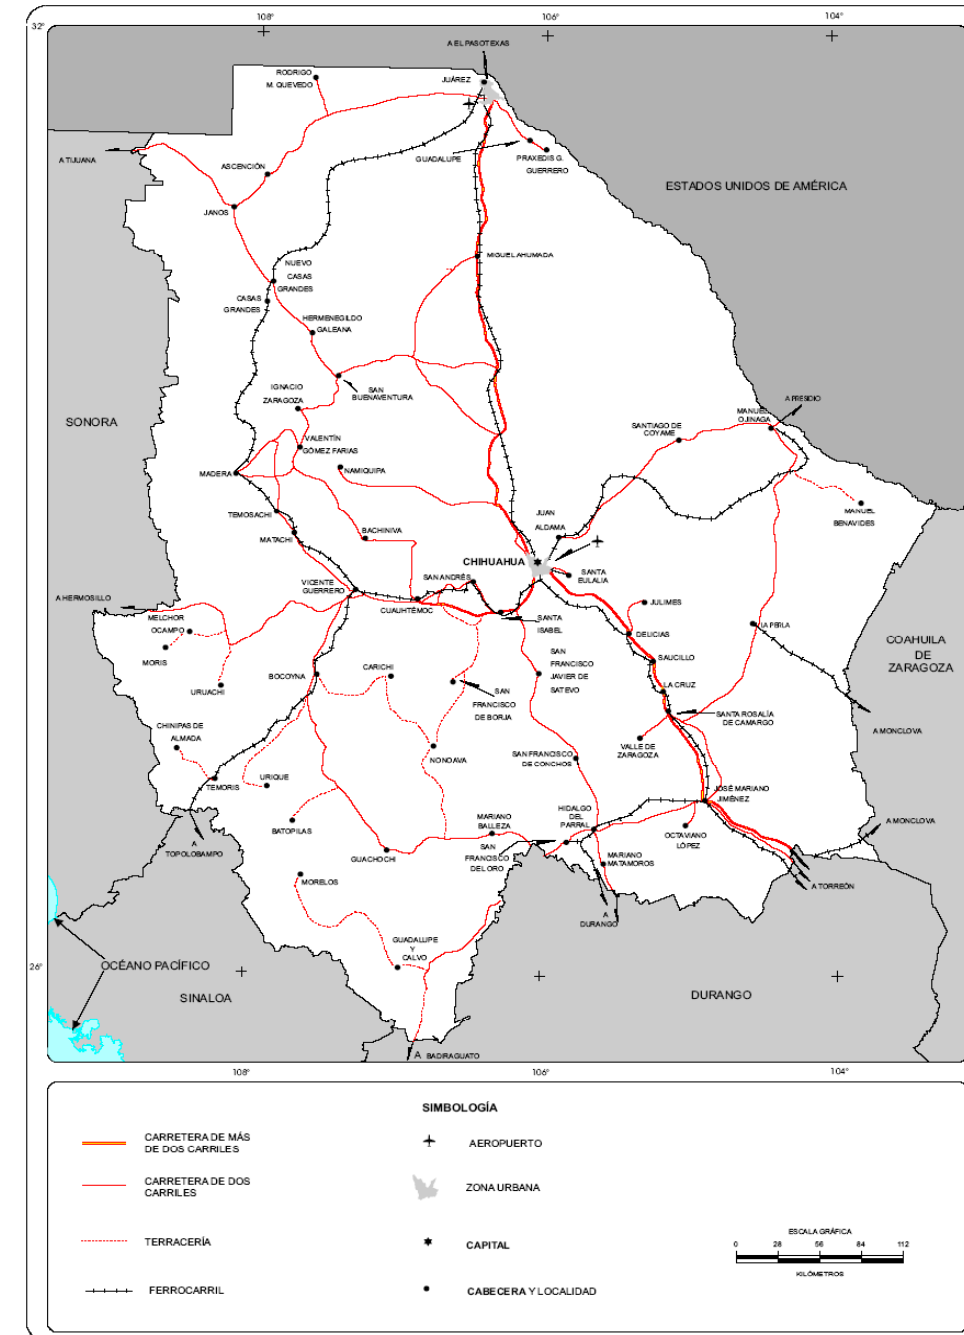 108°
106°
104°
32°
A EL PASO TEXAS
RODRIGO
M. QUEVEDO
JUÁREZ
A TIJUANA
ASCENCIÓN
GUADALUPE
PRAXEDIS G.
GUERRERO
ESTADOS UNIDOS DE AMÉRICA
JANOS
MIGUEL AHUMADA
NUEVO
CASAS
GRANDES
CASAS
GRANDES
HERMENEGILDO
GALEANA
IGNACIO
ZARAGOZA
SAN
BUENAVENTURA
A PRESIDIO
MANUEL
OJINAGA
SONORA
SANTIAGO DE
COYAME
VALENTÍN
GÓMEZ FARIAS
MADERA
NAMIQUIPA
TEMOSACHI
BACHINIVA
JUAN
ALDAMA
MANUEL
BENAVIDES
MATACHI
CHIHUAHUA
SANTA
EULALIA
SAN ANDRÉS
VICENTE
GUERRERO
A HERMOSILLO
CUAUHTÉMOC
JULIMES
MELCHOR
OCAMPO
SANTA
ISABEL
DELICIAS
LA PERLA
COAHUILA
DE
ZARAGOZA
MORIS
SAN
FRANCISCO
JAVIER DE
SATEVO
SAUCILLO
BOCOYNA
CARICHI
URUACHI
LA CRUZ
SAN
FRANCISCO
DE BORJA
SANTA ROSALÍA
DE CAMARGO
A MONCLOVA
CHINIPAS DE
ALMADA
NONOAVA
SAN FRANCISCO
DE CONCHOS
VALLE DE
ZARAGOZA
TEMORIS
URIQUE
JOSÉ MARIANO
JIMÉNEZ
HIDALGO
DEL
PARRAL
BATOPILAS
MARIANO
BALLEZA
A MONCLOVA
OCTAVIANO
LÓPEZ
A
TOPOLOBAMPO
GUACHOCHI
SAN
FRANCISCO
DEL ORO
MARIANO
MATAMOROS
MORELOS
A TORREÓN
A
DURANGO
GUADALUPE
Y
CALVO
OCÉANO PACÍFICO
26°
SINALOA
DURANGO
A BADIRAGUATO
108°
106°
104°
SIMBOLOGÍA
CARRETERA DE MÁS
DE DOS CARRILES
AEROPUERTO
CARRETERA DE DOS
CARRILES
ZONA URBANA
TERRACERÍA
CAPITAL
FERROCARRIL
CABECERA Y LOCALIDAD
ESCALA GRÁFICA
0 28 56 84 112
KILÓMETROS